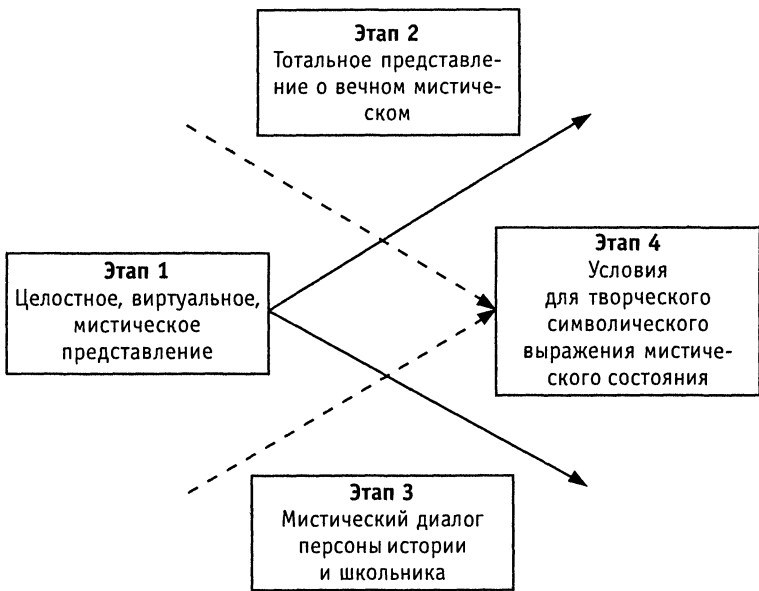 Этап 2
Тотальное представле-
ние о вечном мистиче-
ском
Этап 1
Целостное, виртуальное,
мистическое
представление
Этап 4
Условия
для творческого
символического
выражения мистиче-
ского состояния
Этап 3
Мистический диалог
персоны истории
и школьника